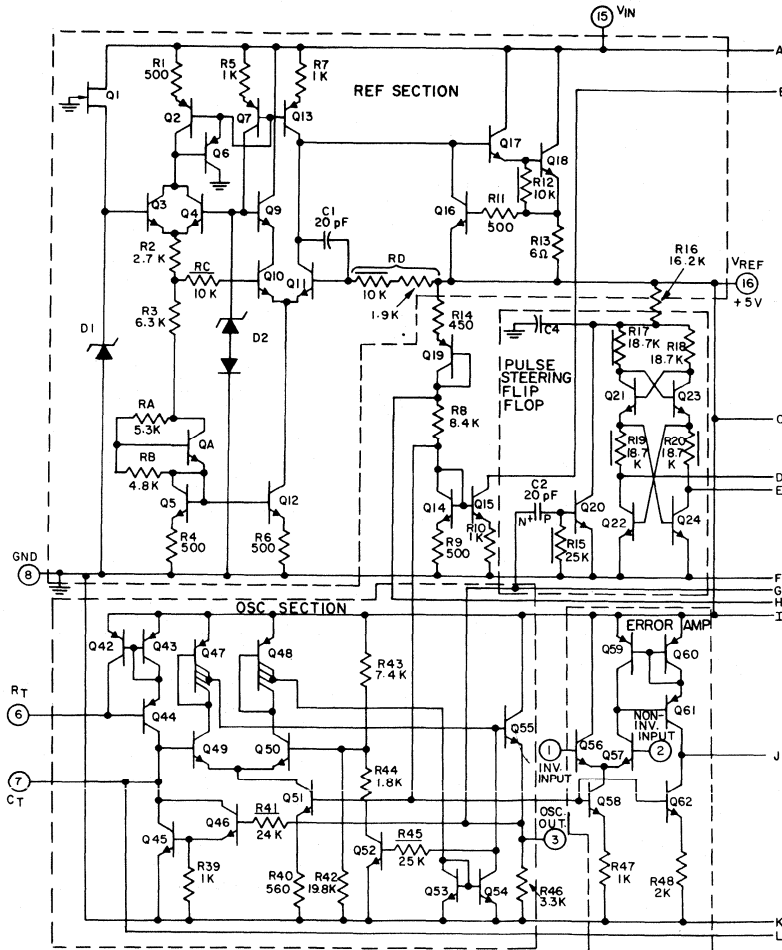 15 VIN
A
B
REF SECTION
R1
500
R5
1K
R7
1K
Q1
Q2
Q7
Q13
Q6
Q17
Q18
R12
10K
Q3
Q4
Q9
C1
20 pF
Q16
R11
500
R13
6Ω
R16
16.2K
R2
2.7 K
RC
10K
Q10
Q11
RD
10K
1.9K
VREF
16
+5V
R3
6.3K
D1
D2
R14
450
Q19
C4
R17
18.7K
R18
18.7K
PULSE
STEERING
FLIP
FLOP
Q21
Q23
RA
5.3K
QA
R8
8.4K
C
RB
4.8K
R19
18.7
K
R20
18.7
K
D
E
Q5
Q12
Q14
Q15
C2
20 pF
N+
P
Q20
Q22
Q24
R4
500
R6
500
R9
500
R10
1K
R15
25K
GND
8
F
G
H
I
OSC SECTION
ERROR AMP
Q42
Q43
Q47
Q48
R43
7.4K
Q59
Q60
RT
6
Q44
Q55
Q61
NON-
INV.
INPUT
Q49
Q50
1
INV.
INPUT
Q56
Q57
2
J
7
CT
Q51
R44
1.8K
Q58
Q62
Q45
Q46
R41
24K
Q52
R45
25K
OSC
OUT.
3
R39
1K
R40
560
R42
19.8K
Q53
Q54
R46
3.3K
R47
1K
R48
2K
K
L